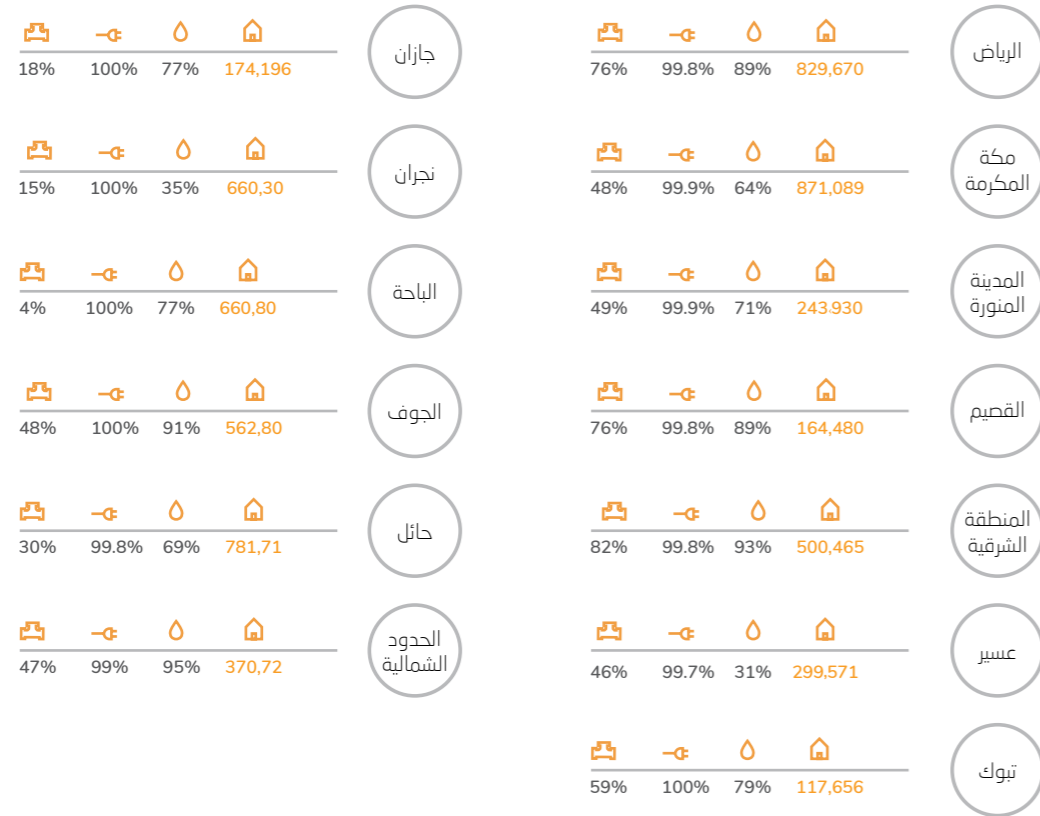 الرياض
76% 99.8% 89% 829,670
مكة
المكرمة
48% 99.9% 64% 871,089
المدينة
المنورة
49% 99.9% 71% 243.930
القصيم
76% 99.8% 89% 164,480
المنطقة
الشرقية
82% 99.8% 93% 500,465
عسير
46% 99.7% 31% 299,571
تبوك
59% 100% 79% 117,656
جازان
18% 100% 77% 174,196
نجران
15% 100% 35% 660,30
الباحة
4% 100% 77% 660,80
الجوف
48% 100% 91% 562,80
حائل
30% 99.8% 69% 781,71
الحدود
الشمالية
47% 99% 95% 370,72